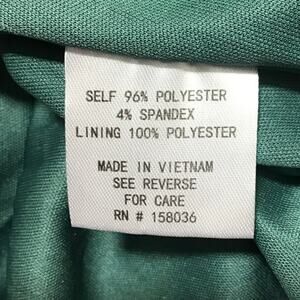 SELF 96% POLYESTER
4% SPANDEX
LINING 100% POLYESTER
MADE IN VIETNAM
SEE REVERSE
FOR CARE
RN # 158036